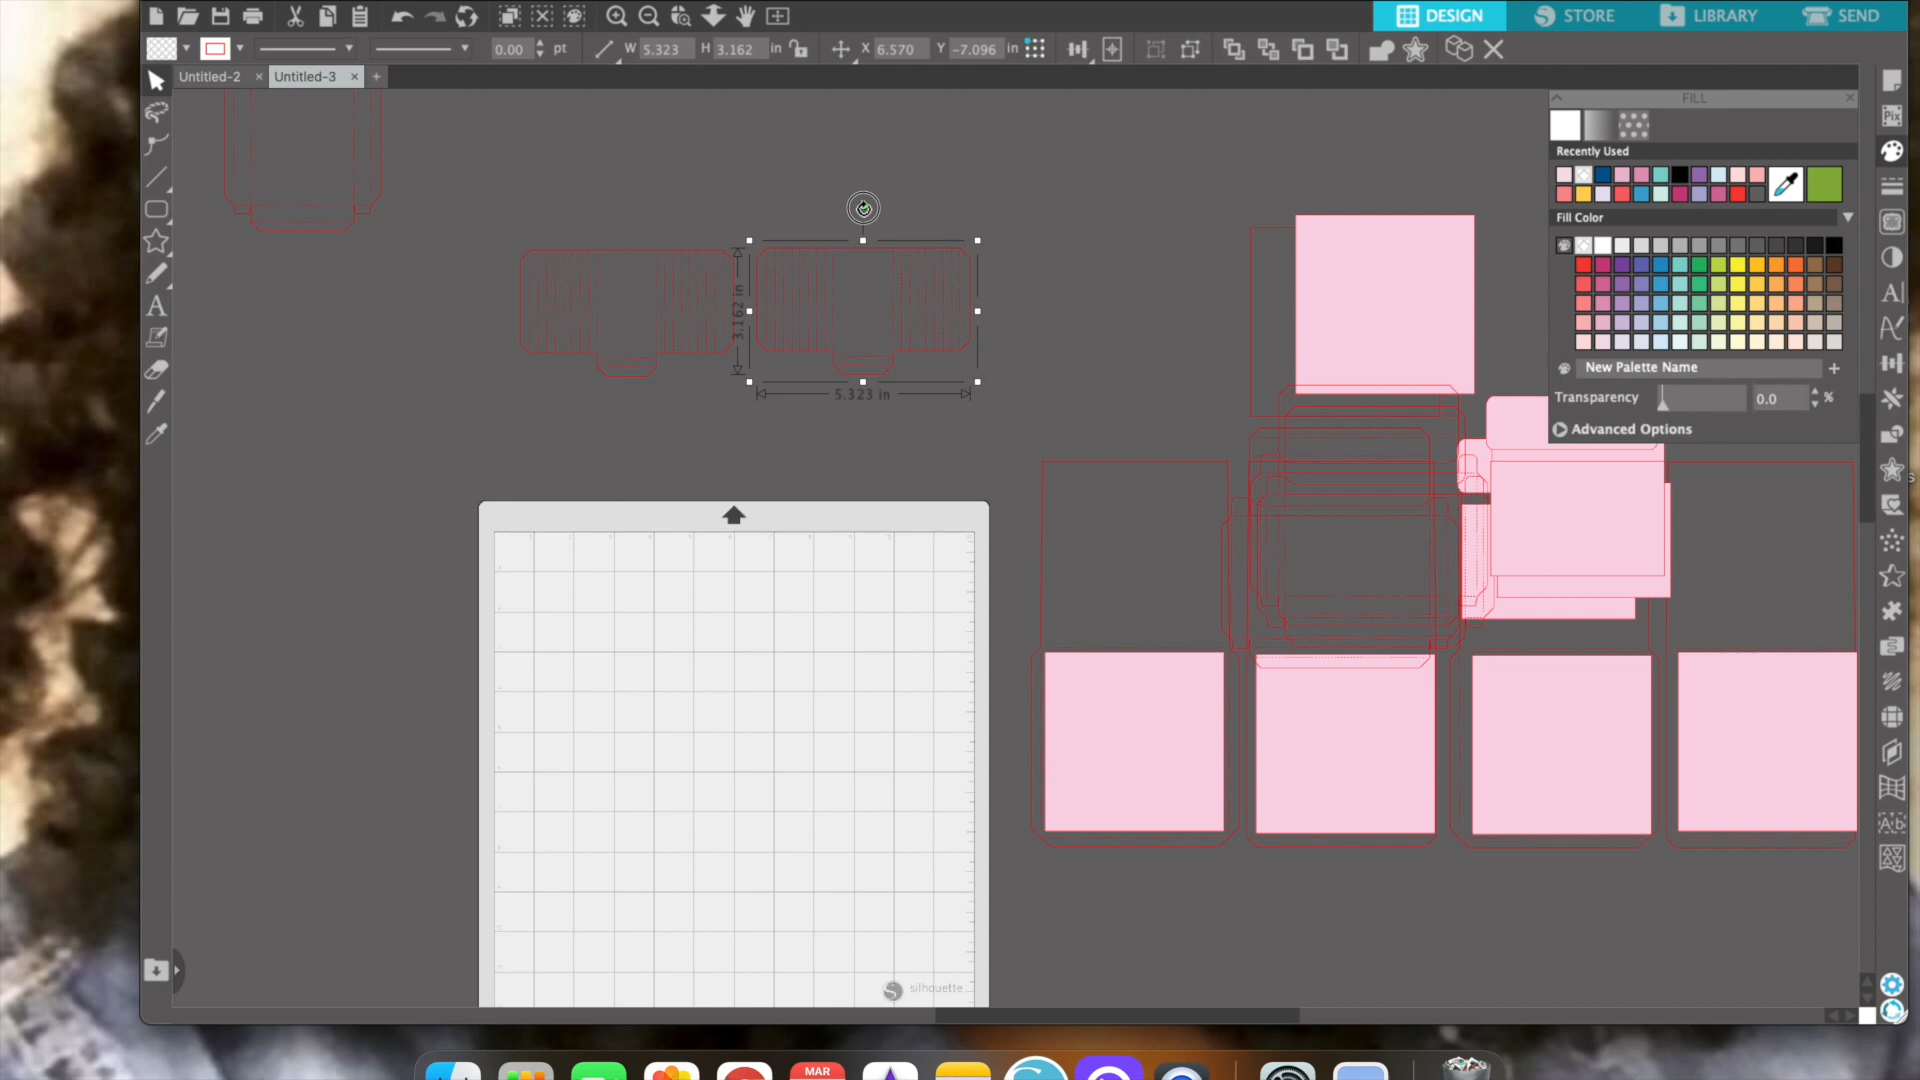 DESIGN
STORE
LIBRARY
SEND
0.00 pt
W 5.323
H 3.162 in
X 6.570
Y -7.096 in
Untitled-2
Untitled-3
FILL
Pix
Recently Used
Fill Color
New Palette Name
Transparency
0.0 %
Advanced Options
3.162 in
5.323 in
silhouette
MAR